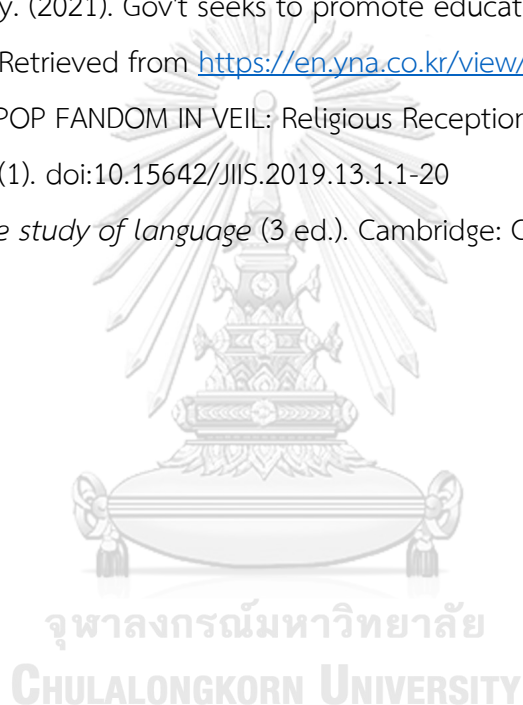 y. (2021). Gov't seeks to promote educat
Retrieved from https://en.yna.co.kr/view/
POP FANDOM IN VEIL: Religious Reception
(1). doi:10.15642/JIIS.2019.13.1.1-20
e study of language (3 ed.). Cambridge: C
จุฬาลงกรณ์มหาวิทยาลัย
CHULALONGKORN UNIVERSITY